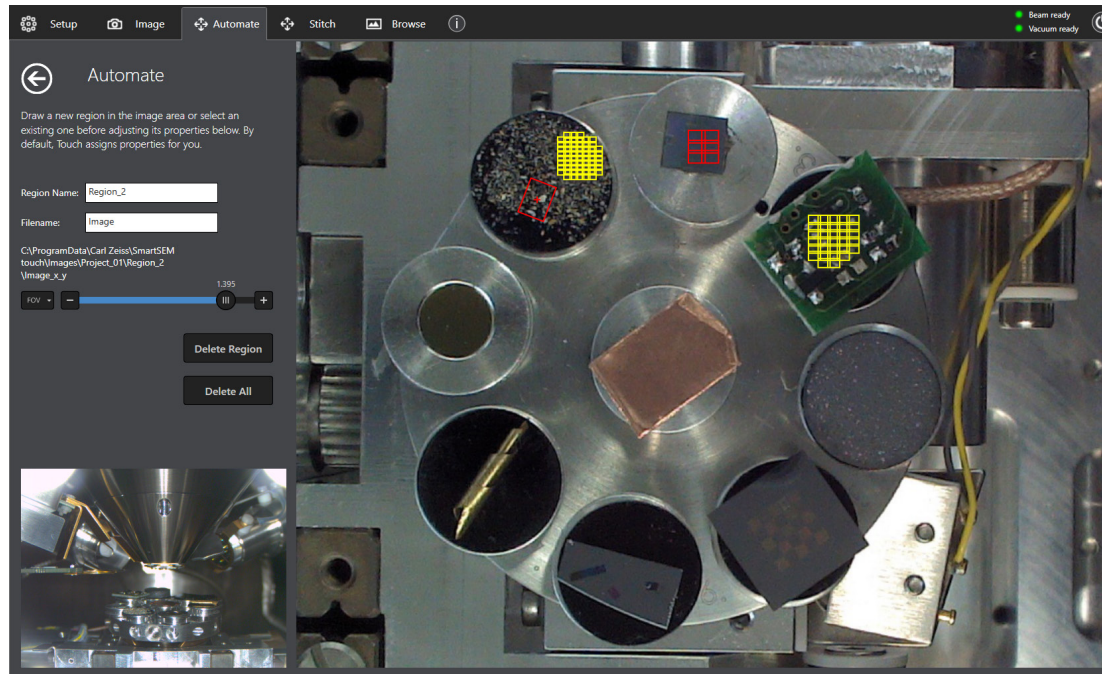 Setup
Image
Automate
Stitch
Browse
Beam ready
Vacuum ready
Automate
Draw a new region in the image area or select an
existing one before adjusting its properties below. By
default, Touch assigns properties for you.
Region Name: Region_2
Filename: Image
C:\ProgramData\Carl Zeiss\SmartSEM
touch\Images\Project_01\Region_2
\Image_x_y
1.395
FOV
Delete Region
Delete All